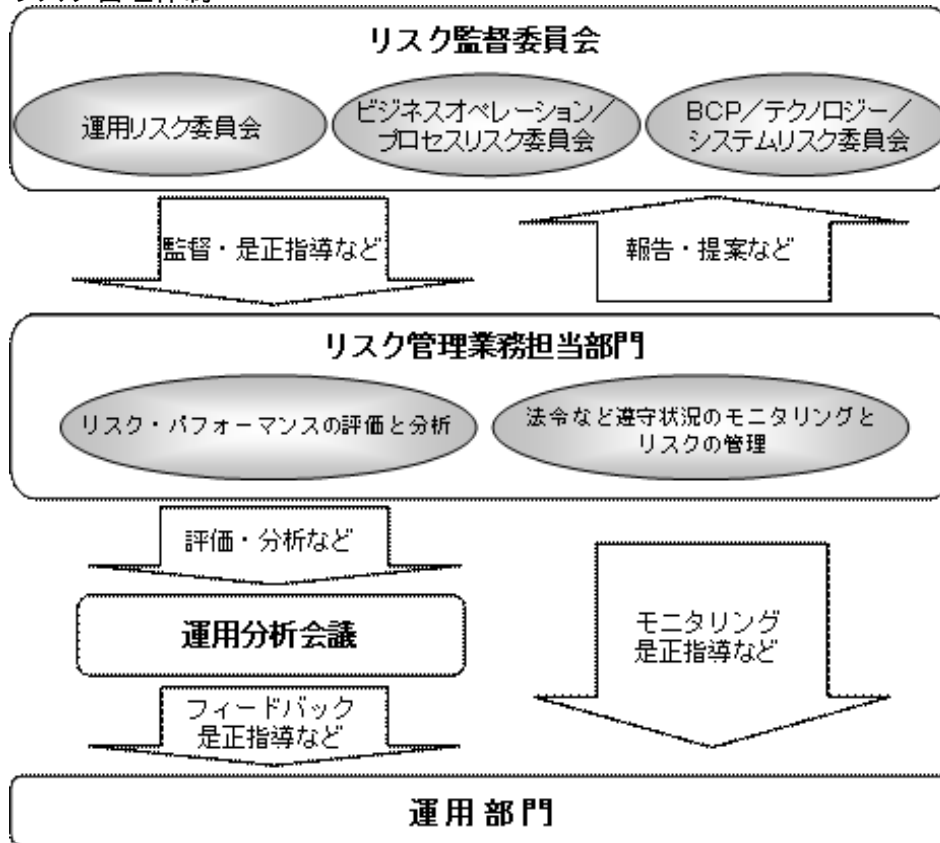 リスク管理体制
リスク監督委員会
運用リスク委員会
ビジネスオペレーション／
プロセスリスク委員会
BCP／テクノロジー／
システムリスク委員会
監督・是正指導など
報告・提案など
リスク管理業務担当部門
リスク・パフォーマンスの評価と分析
法令など遵守状況のモニタリングと
リスクの管理
評価・分析など
運用分析会議
モニタリング
是正指導など
フィードバック
是正指導など
運用部門